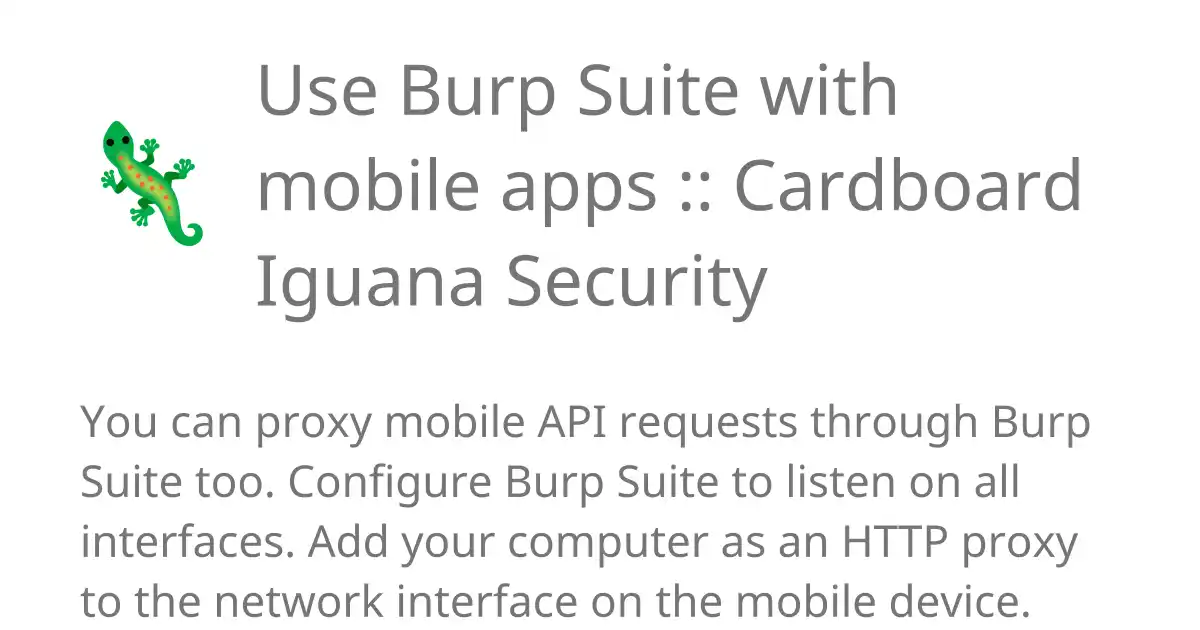 Use Burp Suite with
mobile apps :: Cardboard
Iguana Security
You can proxy mobile API requests through Burp
Suite too. Configure Burp Suite to listen on all
interfaces. Add your computer as an HTTP proxy
to the network interface on the mobile device.